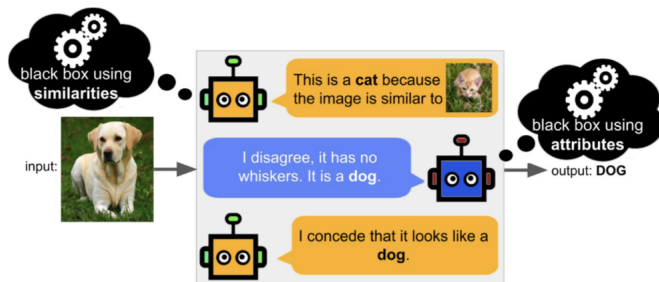 black box using
similarities
input:
This is a cat because
the image is similar to
I disagree, it has no
whiskers. It is a dog.
I concede that it looks like a
dog.
black box using
attributes
output: DOG